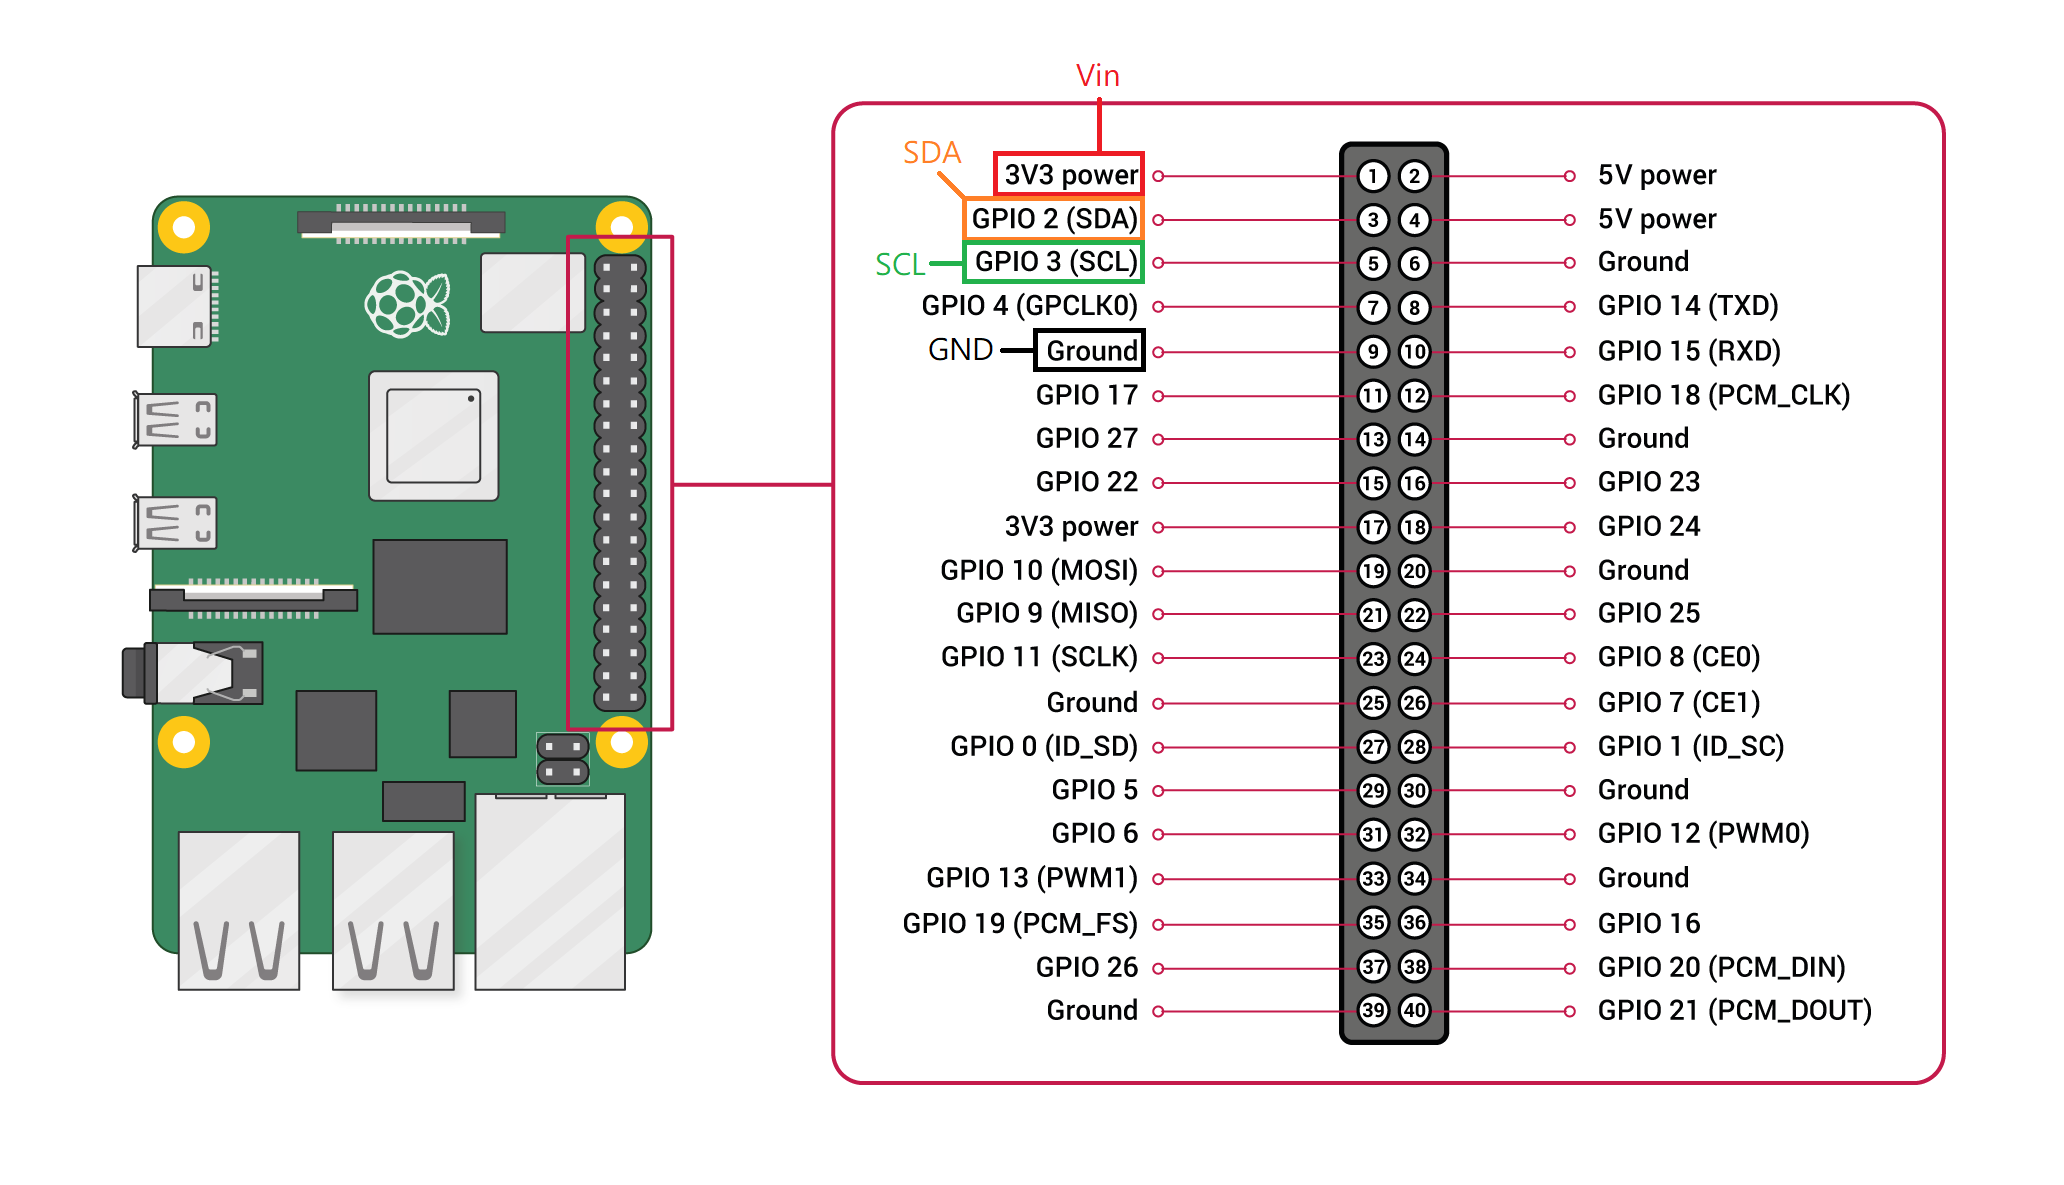 Vin
SDA
3V3 power 1 2 5V power
GPIO 2 (SDA) 3 4 5V power
SCL GPIO 3 (SCL) 5 6 Ground
GPIO 4 (GPCLK0) 7 8 GPIO 14 (TXD)
GND Ground 9 10 GPIO 15 (RXD)
GPIO 17 11 12 GPIO 18 (PCM_CLK)
GPIO 27 13 14 Ground
GPIO 22 15 16 GPIO 23
3V3 power 17 18 GPIO 24
GPIO 10 (MOSI) 19 20 Ground
GPIO 9 (MISO) 21 22 GPIO 25
GPIO 11 (SCLK) 23 24 GPIO 8 (CE0)
Ground 25 26 GPIO 7 (CE1)
GPIO 0 (ID_SD) 27 28 GPIO 1 (ID_SC)
GPIO 5 29 30 Ground
GPIO 6 31 32 GPIO 12 (PWM0)
GPIO 13 (PWM1) 33 34 Ground
GPIO 19 (PCM_FS) 35 36 GPIO 16
GPIO 26 37 38 GPIO 20 (PCM_DIN)
Ground 39 40 GPIO 21 (PCM_DOUT)